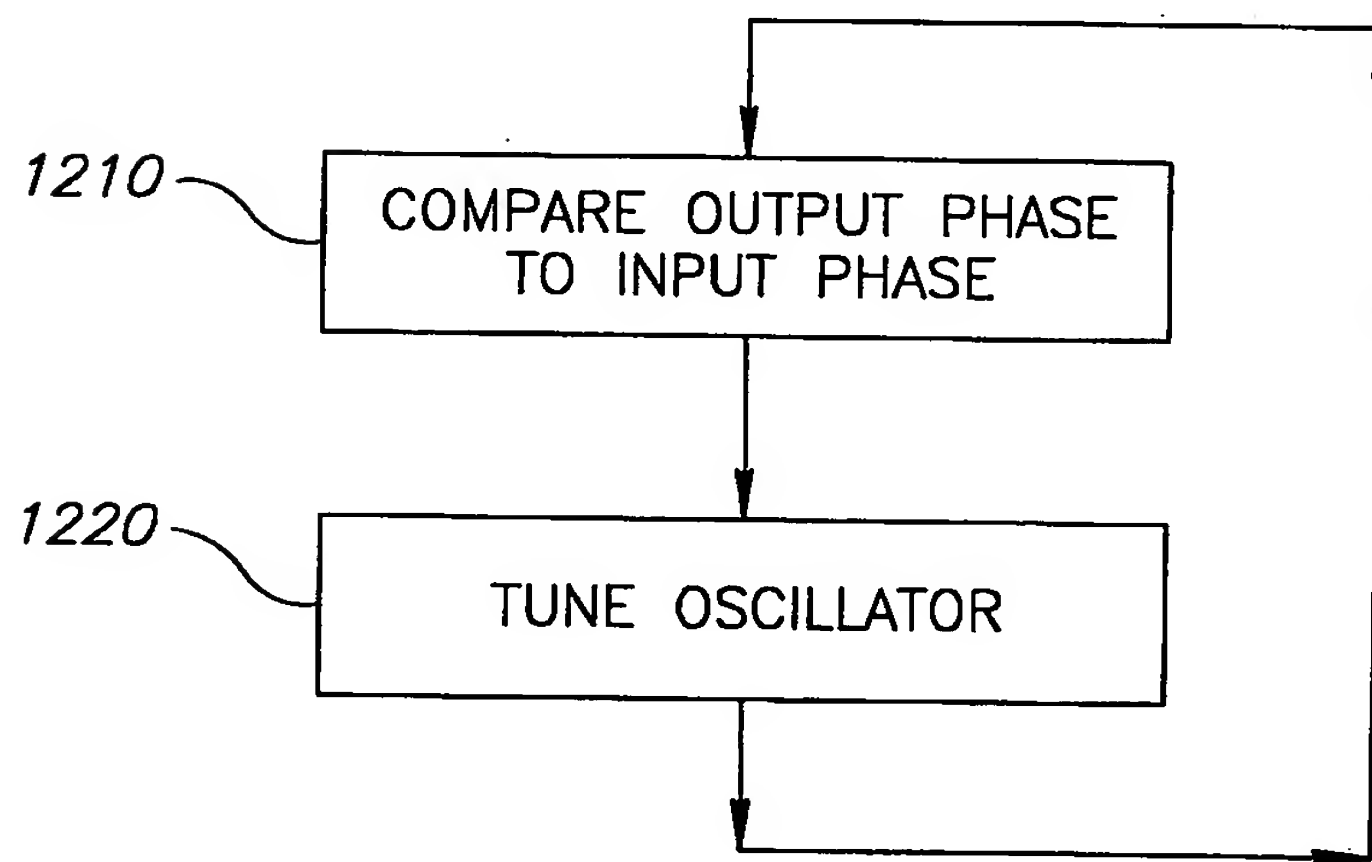 1210
COMPARE OUTPUT PHASE
TO INPUT PHASE
1220
TUNE OSCILLATOR